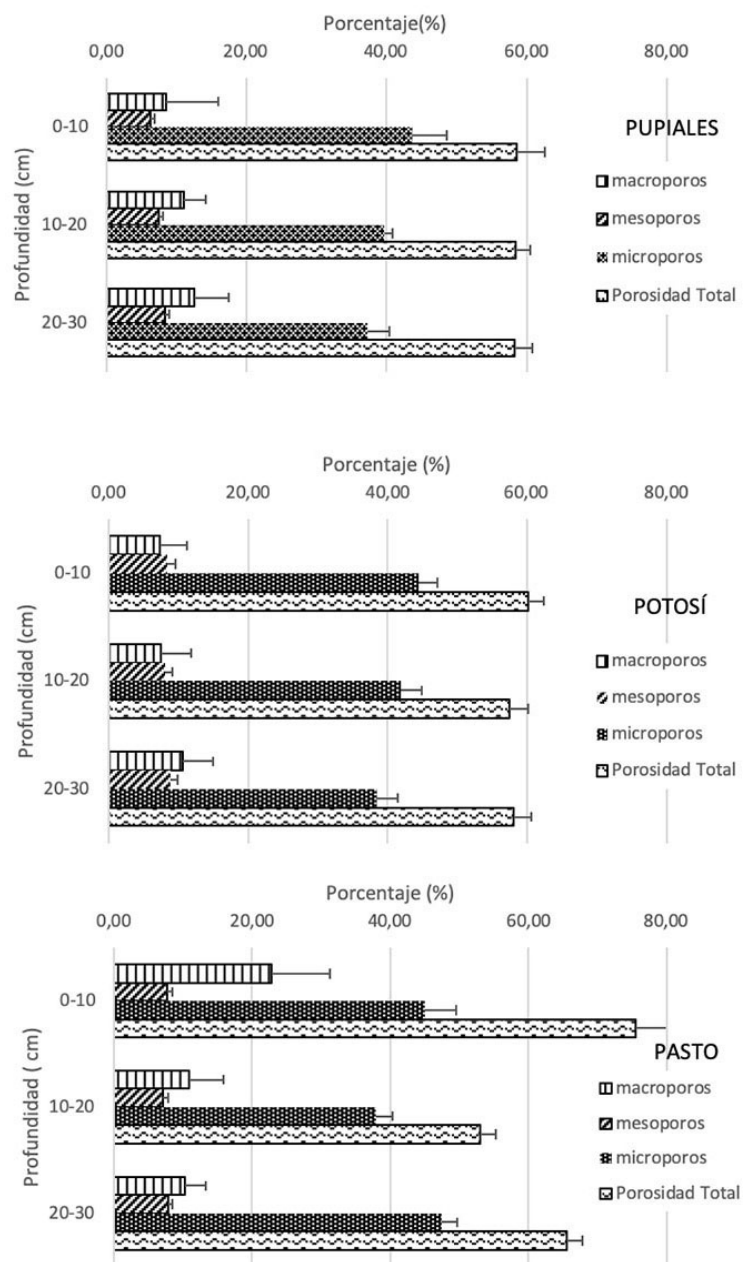 Porcentaje(%)
0,00 20,00 40,00 60,00 80,00
Profundidad (cm)
0-10
10-20
20-30
PUPIALES
macroporos
mesoporos
microporos
Porosidad Total
Porcentaje (%)
0,00 20,00 40,00 60,00 80,00
Profundidad (cm)
0-10
10-20
20-30
POTOSÍ
macroporos
mesoporos
microporos
Porosidad Total
Porcentaje (%)
0,00 20,00 40,00 60,00 80,00
Profundidad ( cm)
0-10
10-20
20-30
PASTO
macroporos
mesoporos
microporos
Porosidad Total